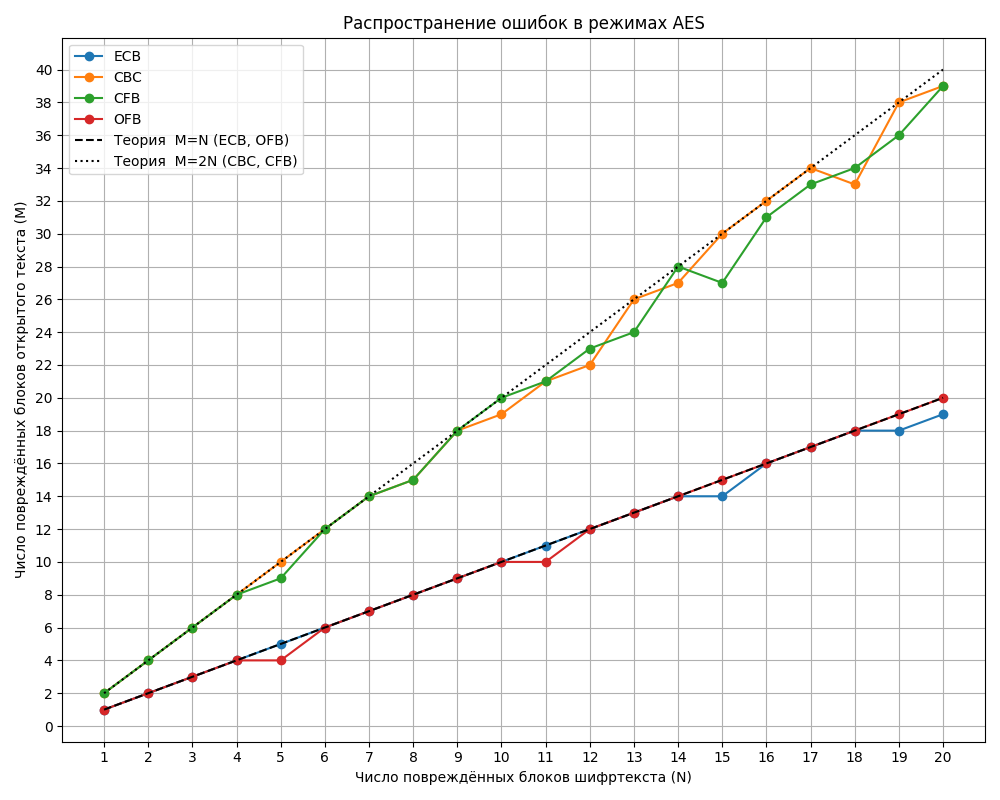 Распространение ошибок в режимах AES
ECB
CBC
CFB
OFB
Теория  M=N (ECB, OFB)
Теория  M=2N (CBC, CFB)
Число повреждённых блоков открытого текста (M)
40
38
36
34
32
30
28
26
24
22
20
18
16
14
12
10
8
6
4
2
0
1 2 3 4 5 6 7 8 9 10 11 12 13 14 15 16 17 18 19 20
Число повреждённых блоков шифртекста (N)